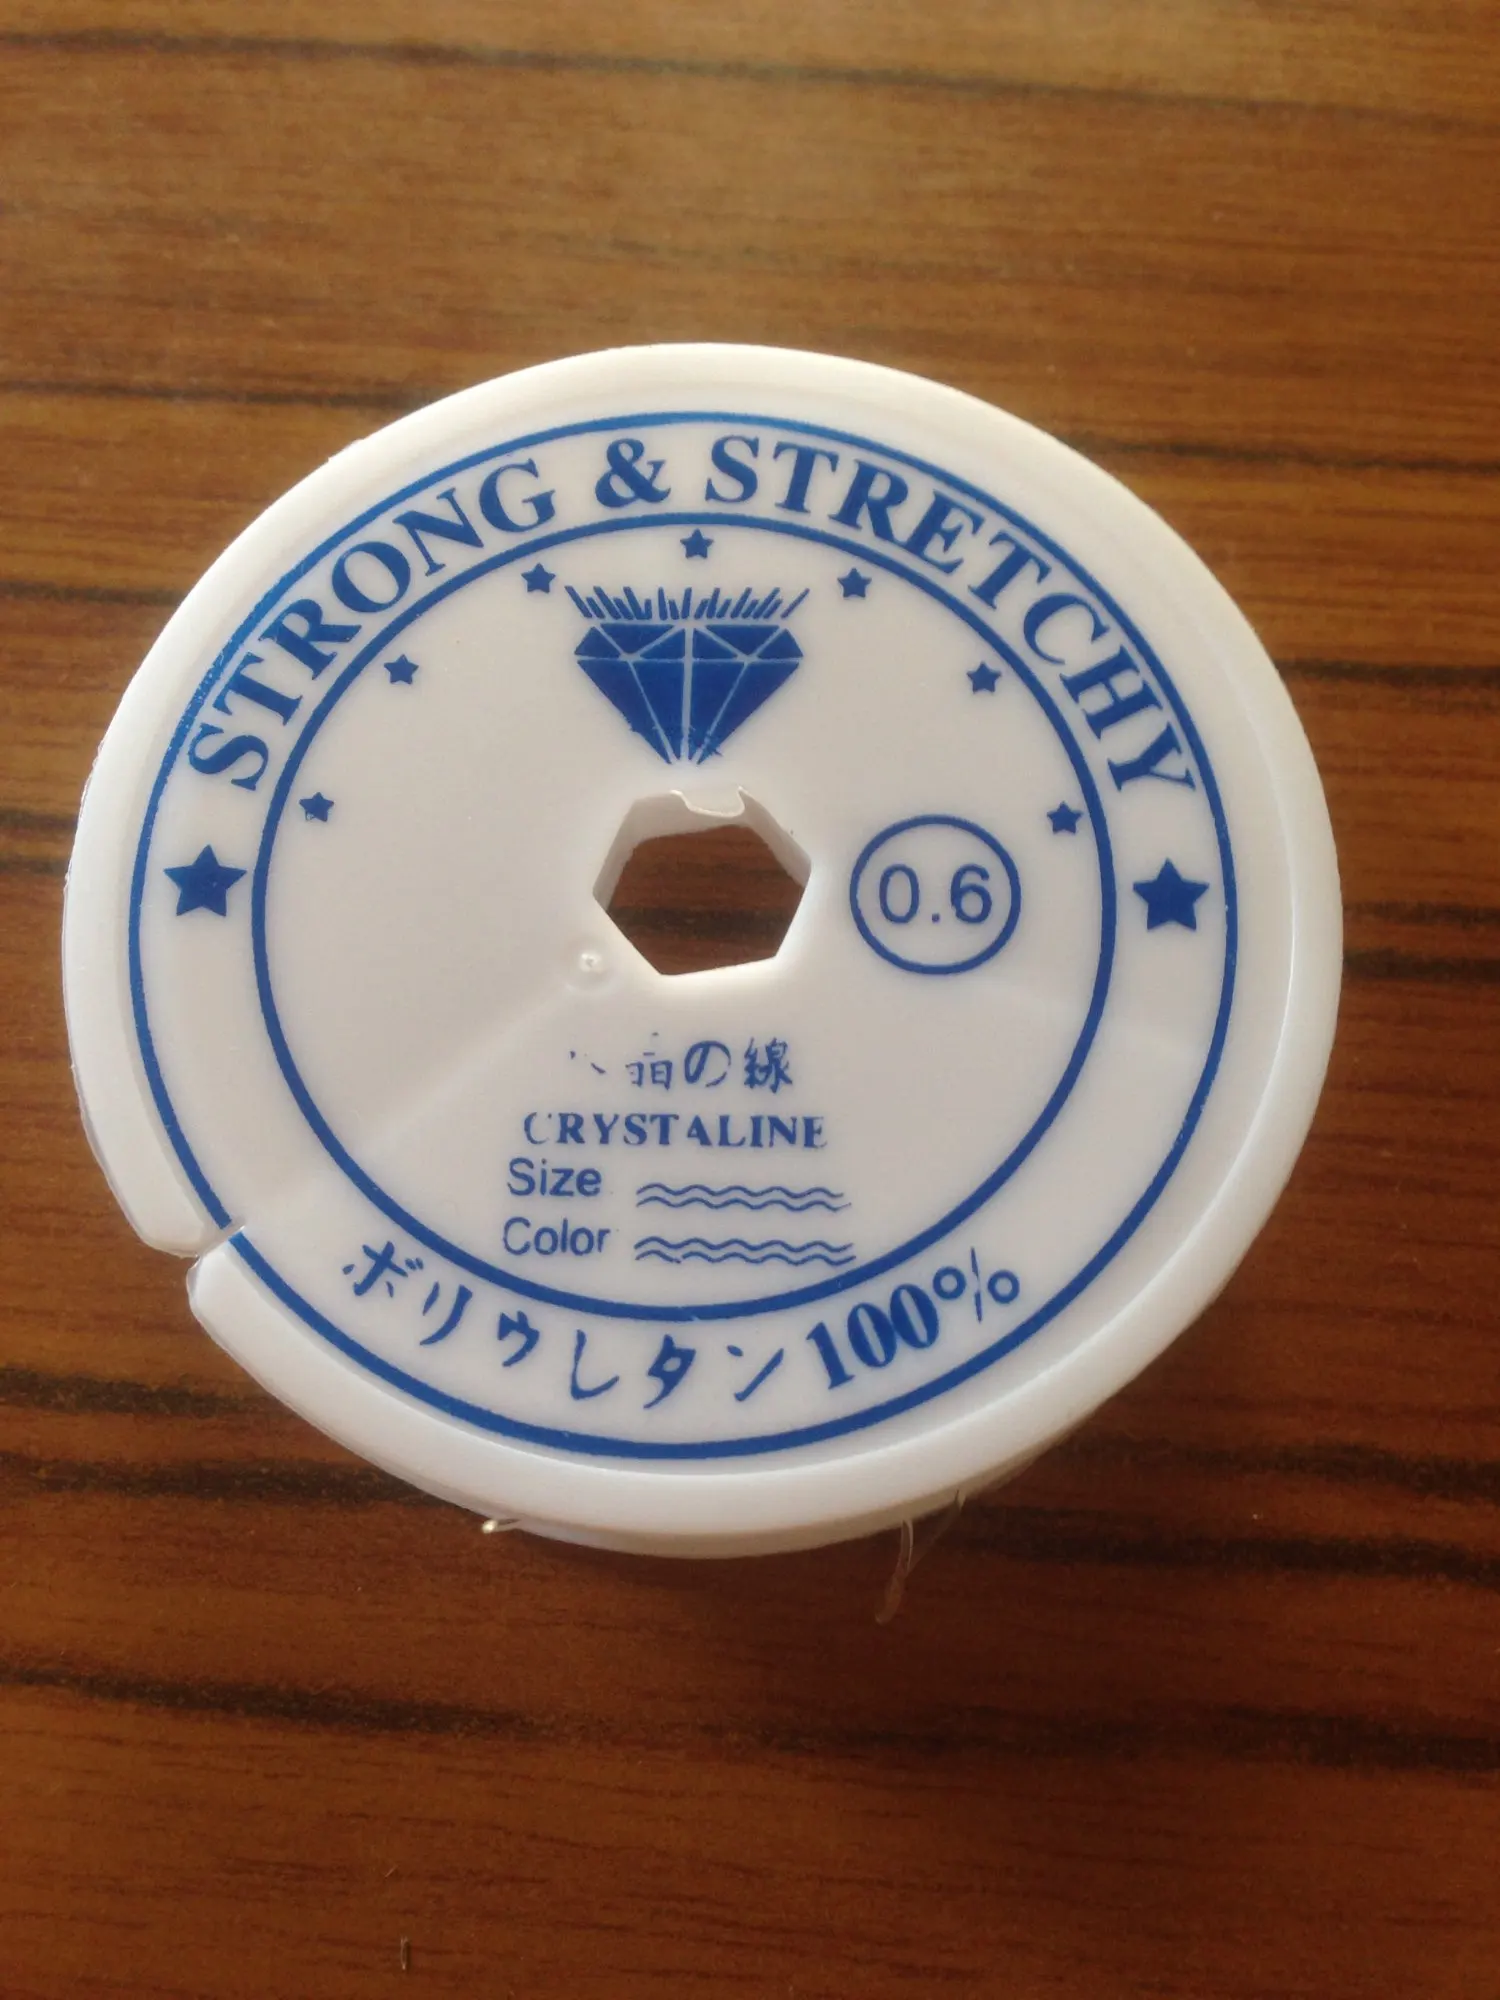 STRONG & STRETCHY
0.6
の線
CRYSTALINE
Size
Color
ポリウレタン100%